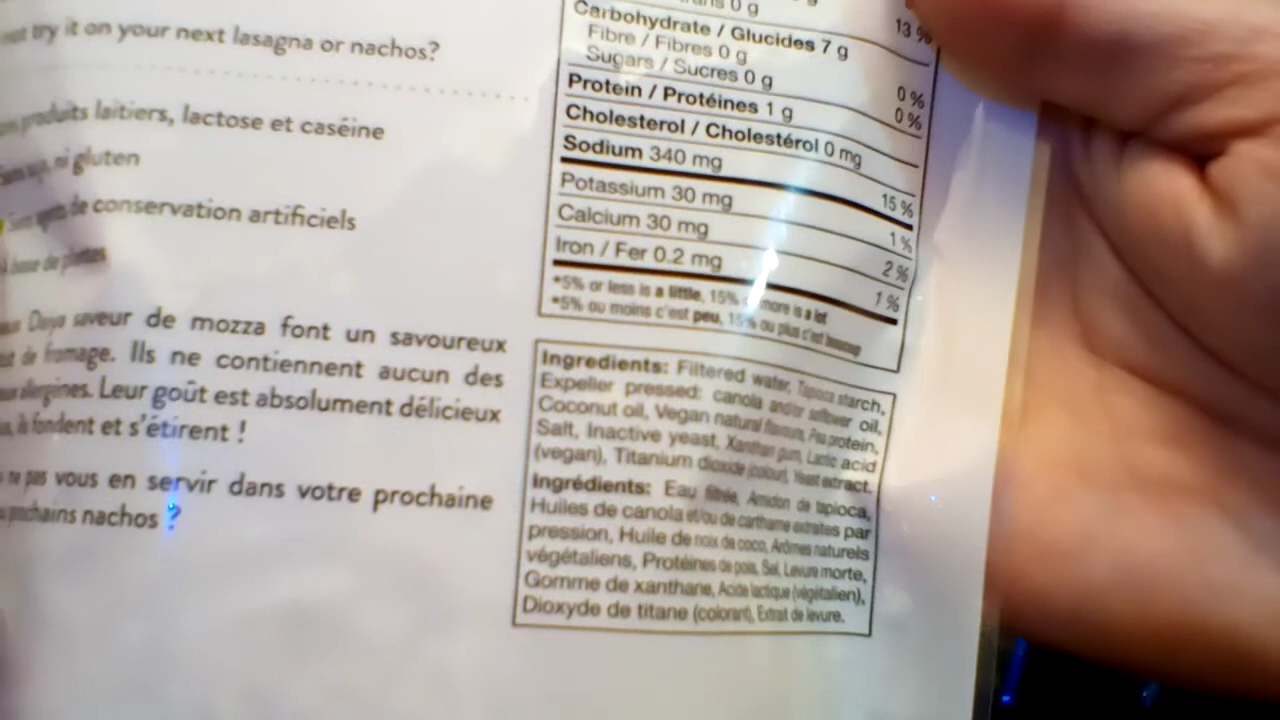 try it on your next lasagna or nachos?
produits laitiers, lactose et caséine
ni gluten
de conservation artificiels
Daiya saveur de mozza font un savoureux
de fromage. Ils ne contiennent aucun des
Leur goût est absolument délicieux
fondent et s'étirent !
pas vous en servir dans votre prochaine
prochains nachos ?
0 g
13 %
Carbohydrate / Glucides 7 g
Fibre / Fibres 0 g 0 %
Sugars / Sucres 0 g 0 %
Protein / Protéines 1 g
Cholesterol / Cholestérol 0 mg
Sodium 340 mg 15 %
Potassium 30 mg 1 %
Calcium 30 mg 2 %
Iron / Fer 0.2 mg 1 %
*5% or less is a little, 15% or more is a lot
*5% ou moins c'est peu, 15% ou plus c'est beaucoup
Ingredients: Filtered water, Tapioca starch,
Expeller pressed: canola and/or safflower oil,
Coconut oil, Vegan natural flavours, Pea protein,
Salt, Inactive yeast, Xanthan gum, Lactic acid
(vegan), Titanium dioxide (colour), Yeast extract.
Ingrédients: Eau filtrée, Amidon de tapioca,
Huiles de canola et/ou de carthame extraites par
pression, Huile de noix de coco, Arômes naturels
végétaliens, Protéines de pois, Sel, Levure morte,
Gomme de xanthane, Acide lactique (végétalien),
Dioxyde de titane (colorant), Extrait de levure.